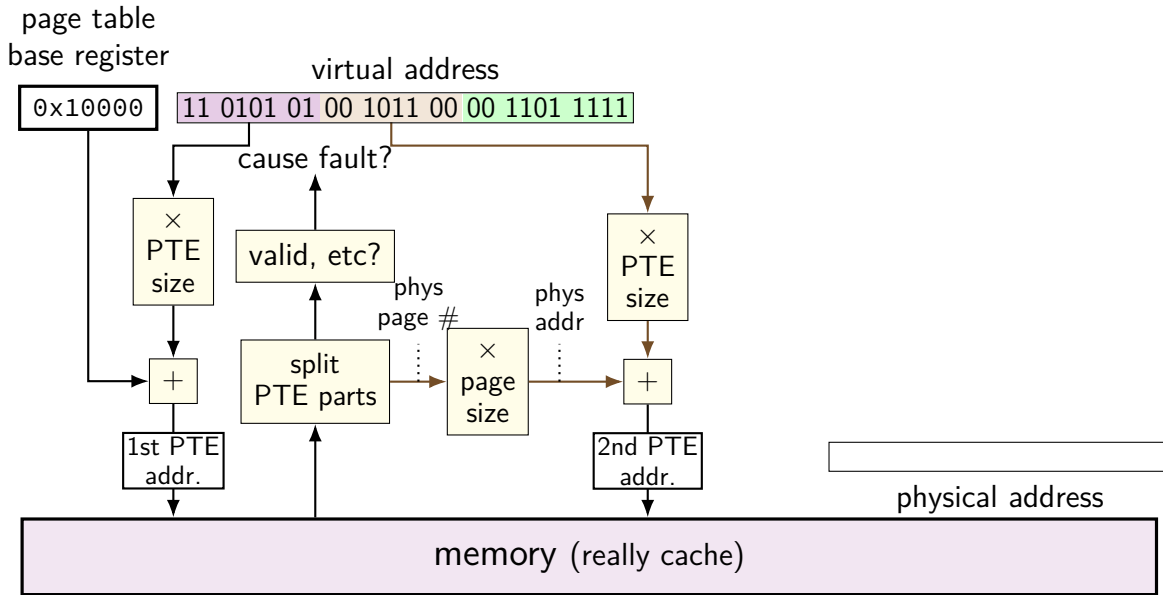 page table
base register
0x10000
virtual address
11 0101 01 00 1011 00 00 1101 1111
cause fault?
×
PTE
size
valid, etc?
×
PTE
size
phys
page #
phys
addr
split
PTE parts
×
page
size
+
+
1st PTE
addr.
2nd PTE
addr.
physical address
memory (really cache)